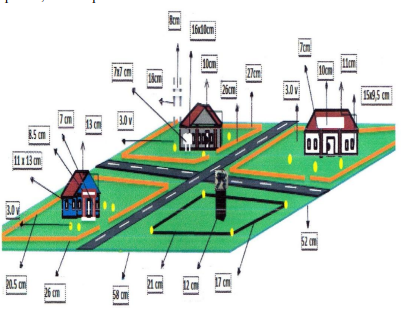 8cm
16x10cm
7x7 cm
18cm
10cm
26cm
27cm
3.0 v
7cm
10cm
11cm
3.0 v
15x9,5 cm
7 cm
13 cm
8.5 cm
11 x 13 cm
3.0 v
20.5 cm
26 cm
58 cm
21 cm
12 cm
17 cm
52 cm